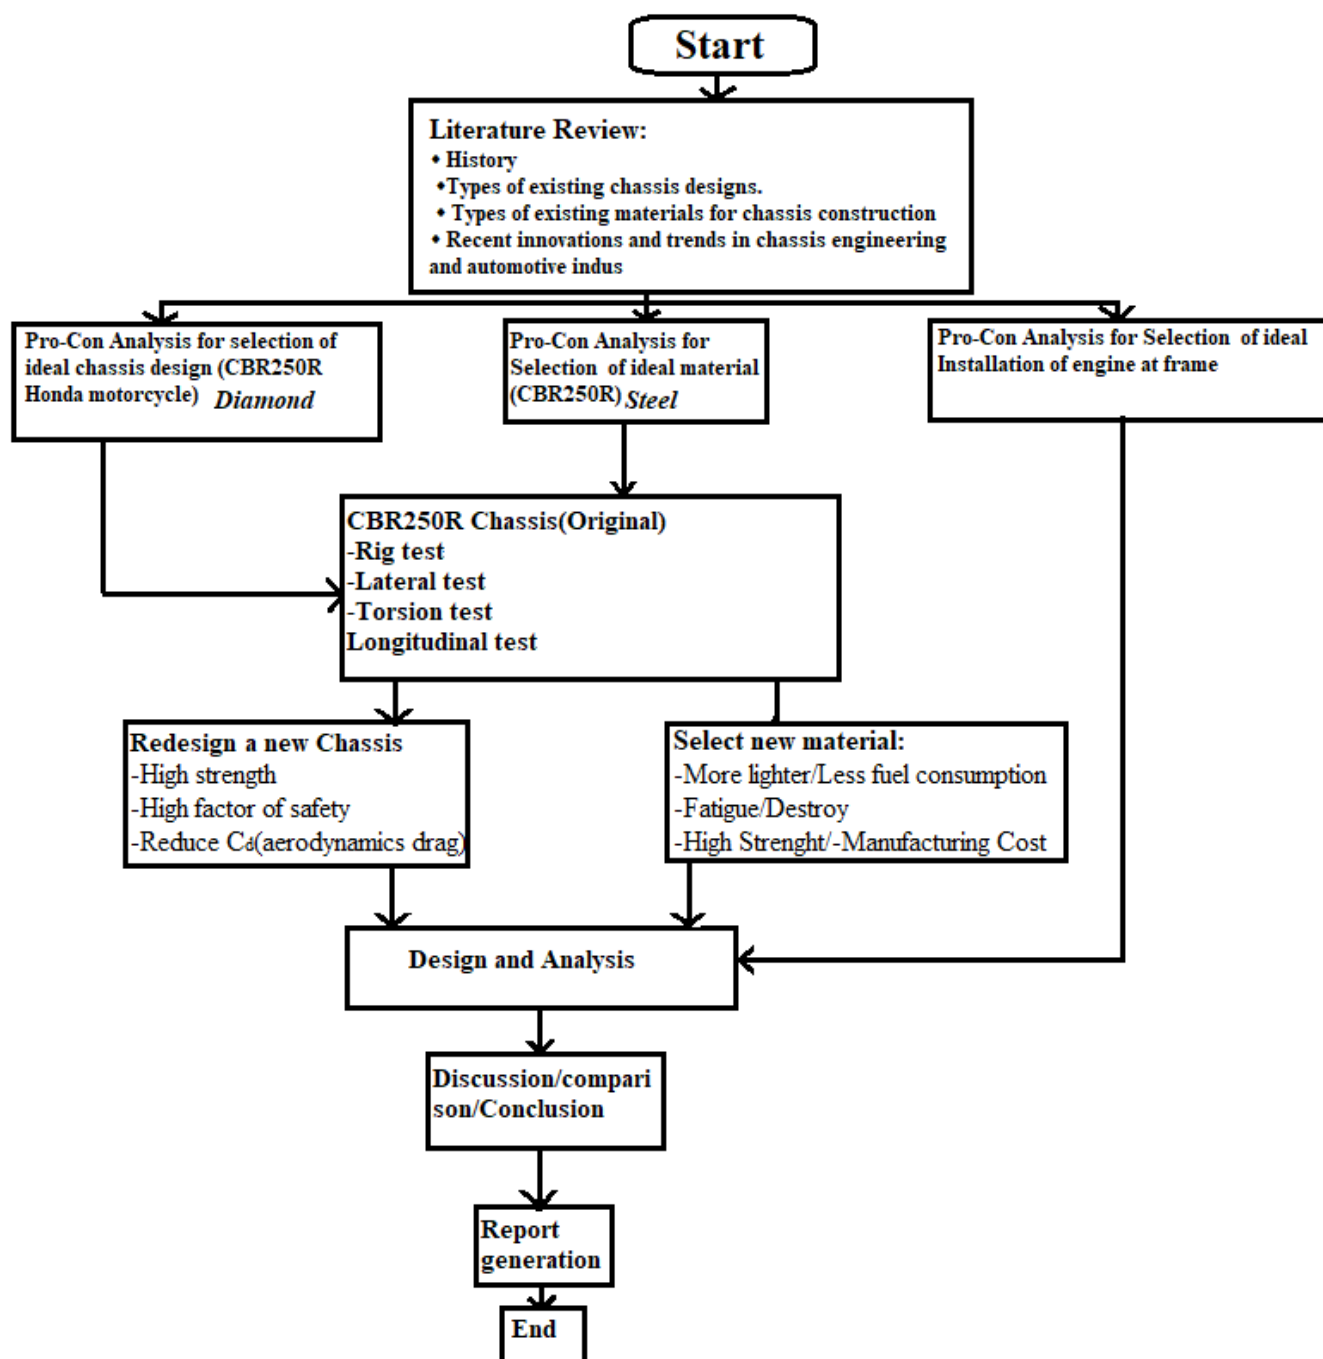 Start
Literature Review:
• History
•Types of existing chassis designs.
• Types of existing materials for chassis construction
• Recent innovations and trends in chassis engineering
and automotive indus
Pro-Con Analysis for selection of
ideal chassis design (CBR250R
Honda motorcycle) Diamond
Pro-Con Analysis for
Selection of ideal material
(CBR250R) Steel
Pro-Con Analysis for Selection of ideal
Installation of engine at frame
CBR250R Chassis(Original)
-Rig test
-Lateral test
-Torsion test
Longitudinal test
Redesign a new Chassis
-High strength
-High factor of safety
-Reduce Cd(aerodynamics drag)
Select new material:
-More lighter/Less fuel consumption
-Fatigue/Destroy
-High Strenght/-Manufacturing Cost
Design and Analysis
Discussion/compari
son/Conclusion
Report
generation
End